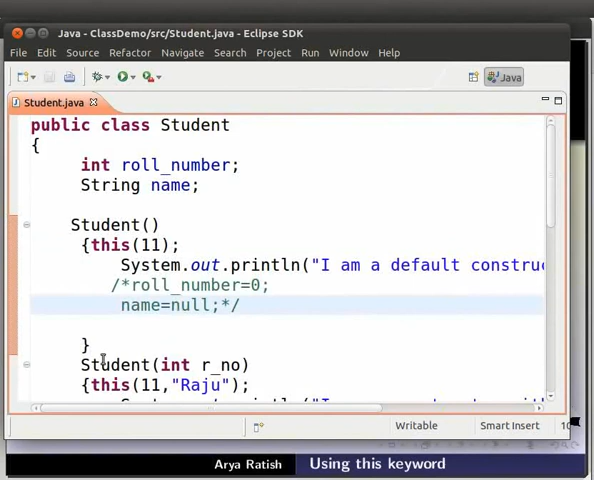 Java - ClassDemo/src/Student.java - Eclipse SDK
File Edit Source Refactor Navigate Search Project Run Window Help
Java
Student.java
public class Student
{
int roll_number;
String name;
Student()
{this(11);
System.out.println("I am a default constru
/*roll_number=0;
name=null;*/
}
Student(int r_no)
{this(11,"Raju");
Writable Smart Insert
Arya Ratish Using this keyword